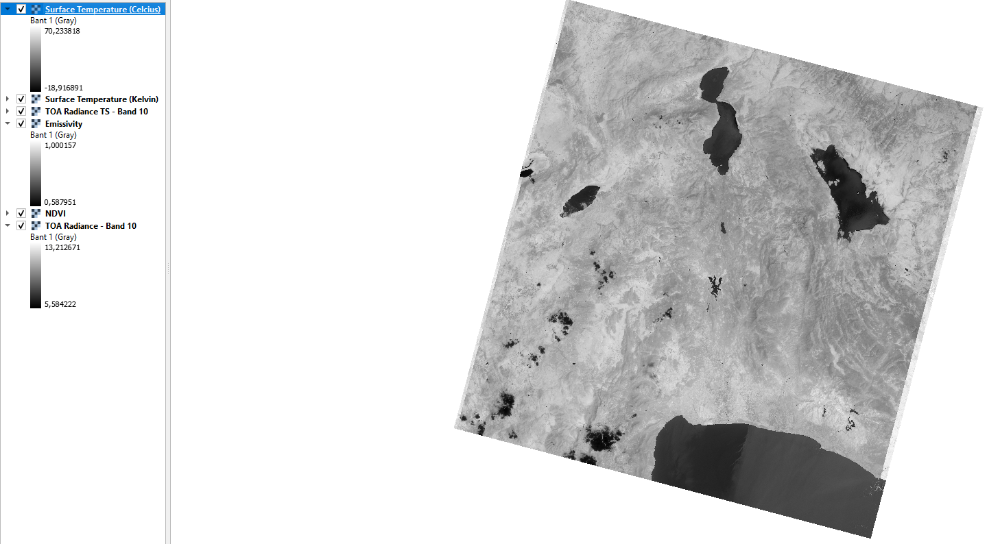 Surface Temperature (Celcius)
Bant 1 (Gray)
70,233818
-18,916891
Surface Temperature (Kelvin)
TOA Radiance TS - Band 10
Emissivity
Bant 1 (Gray)
1,000157
0,587951
NDVI
TOA Radiance - Band 10
Bant 1 (Gray)
13,212671
5,584222